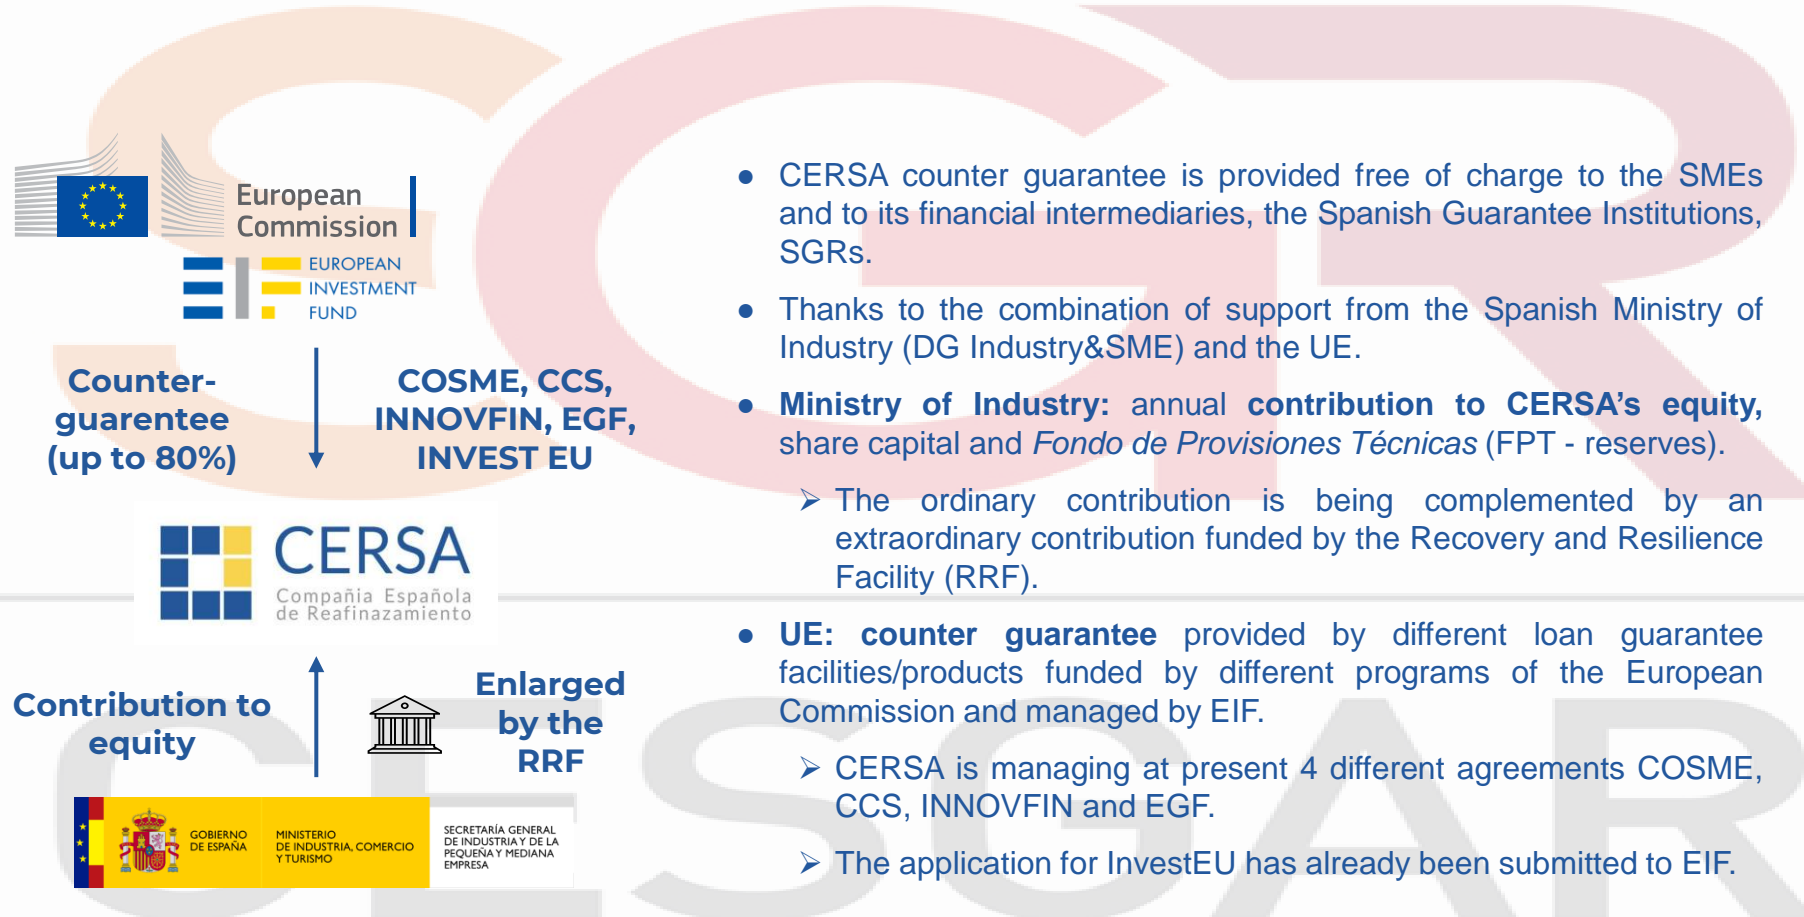 European
Commission
EUROPEAN
INVESTMENT
FUND
Counter-
guarentee
(up to 80%)
COSME, CCS,
INNOVFIN, EGF,
INVEST EU
CERSA
Compañia Española
de Reafinazamiento
Contribution to
equity
Enlarged
by the
RRF
GOBIERNO
DE ESPAÑA
MINISTERIO
DE INDUSTRIA, COMERCIO
Y TURISMO
SECRETARÍA GENERAL
DE INDUSTRIA Y DE LA
PEQUEÑA Y MEDIANA
EMPRESA
● CERSA counter guarantee is provided free of charge to the SMEs
and to its financial intermediaries, the Spanish Guarantee Institutions,
SGRs.
● Thanks to the combination of support from the Spanish Ministry of
Industry (DG Industry&SME) and the UE.
● Ministry of Industry: annual contribution to CERSA’s equity,
share capital and Fondo de Provisiones Técnicas (FPT - reserves).
➢ The ordinary contribution is being complemented by an
extraordinary contribution funded by the Recovery and Resilience
Facility (RRF).
● UE: counter guarantee provided by different loan guarantee
facilities/products funded by different programs of the European
Commission and managed by EIF.
➢ CERSA is managing at present 4 different agreements COSME,
CCS, INNOVFIN and EGF.
➢ The application for InvestEU has already been submitted to EIF.
SGR
CESGAR